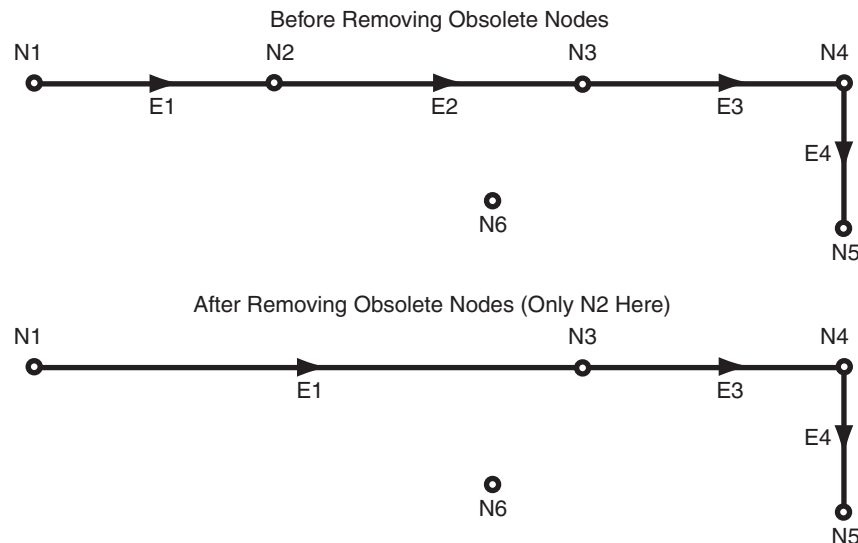 Before Removing Obsolete Nodes
N1 N2 N3 N4
E1 E2 E3
E4
N6
N5
After Removing Obsolete Nodes (Only N2 Here)
N1 N3 N4
E1 E3
E4
N6
N5